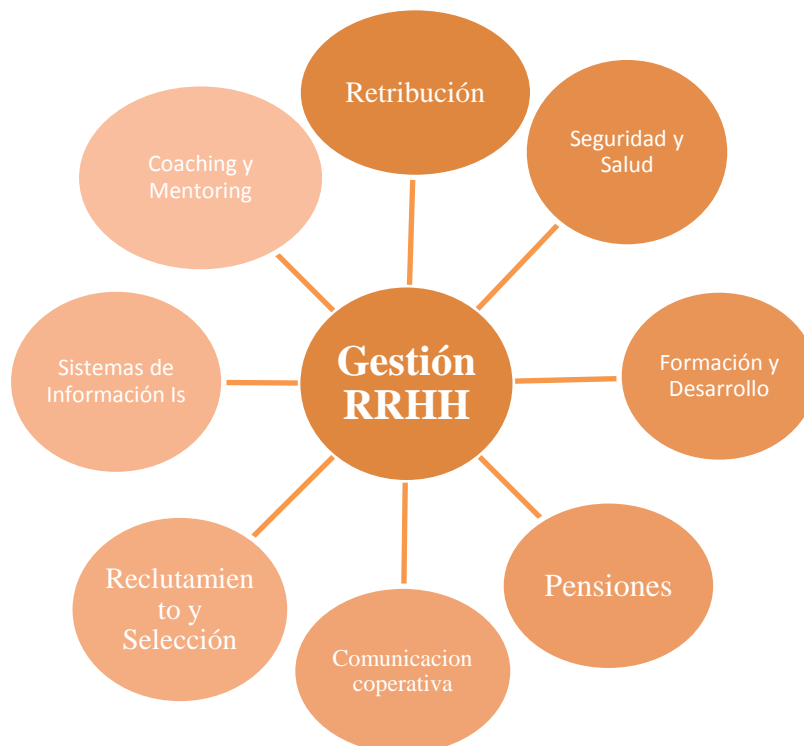 Retribución
Seguridad y
Salud
Formación y
Desarrollo
Pensiones
Comunicacion
coperativa
Reclutamien
to y
Selección
Sistemas de
Información Is
Coaching y
Mentoring
Gestión
RRHH